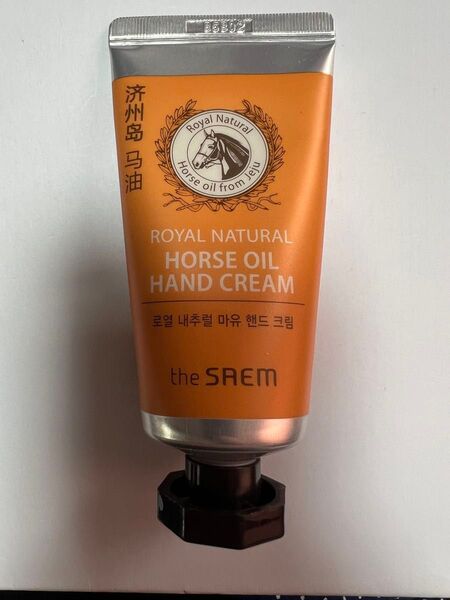 济州岛 马油
Royal Natural
Horse oil from Jeju
ROYAL NATURAL
HORSE OIL
HAND CREAM
로열 내추럴 마유 핸드 크림
the SAEM